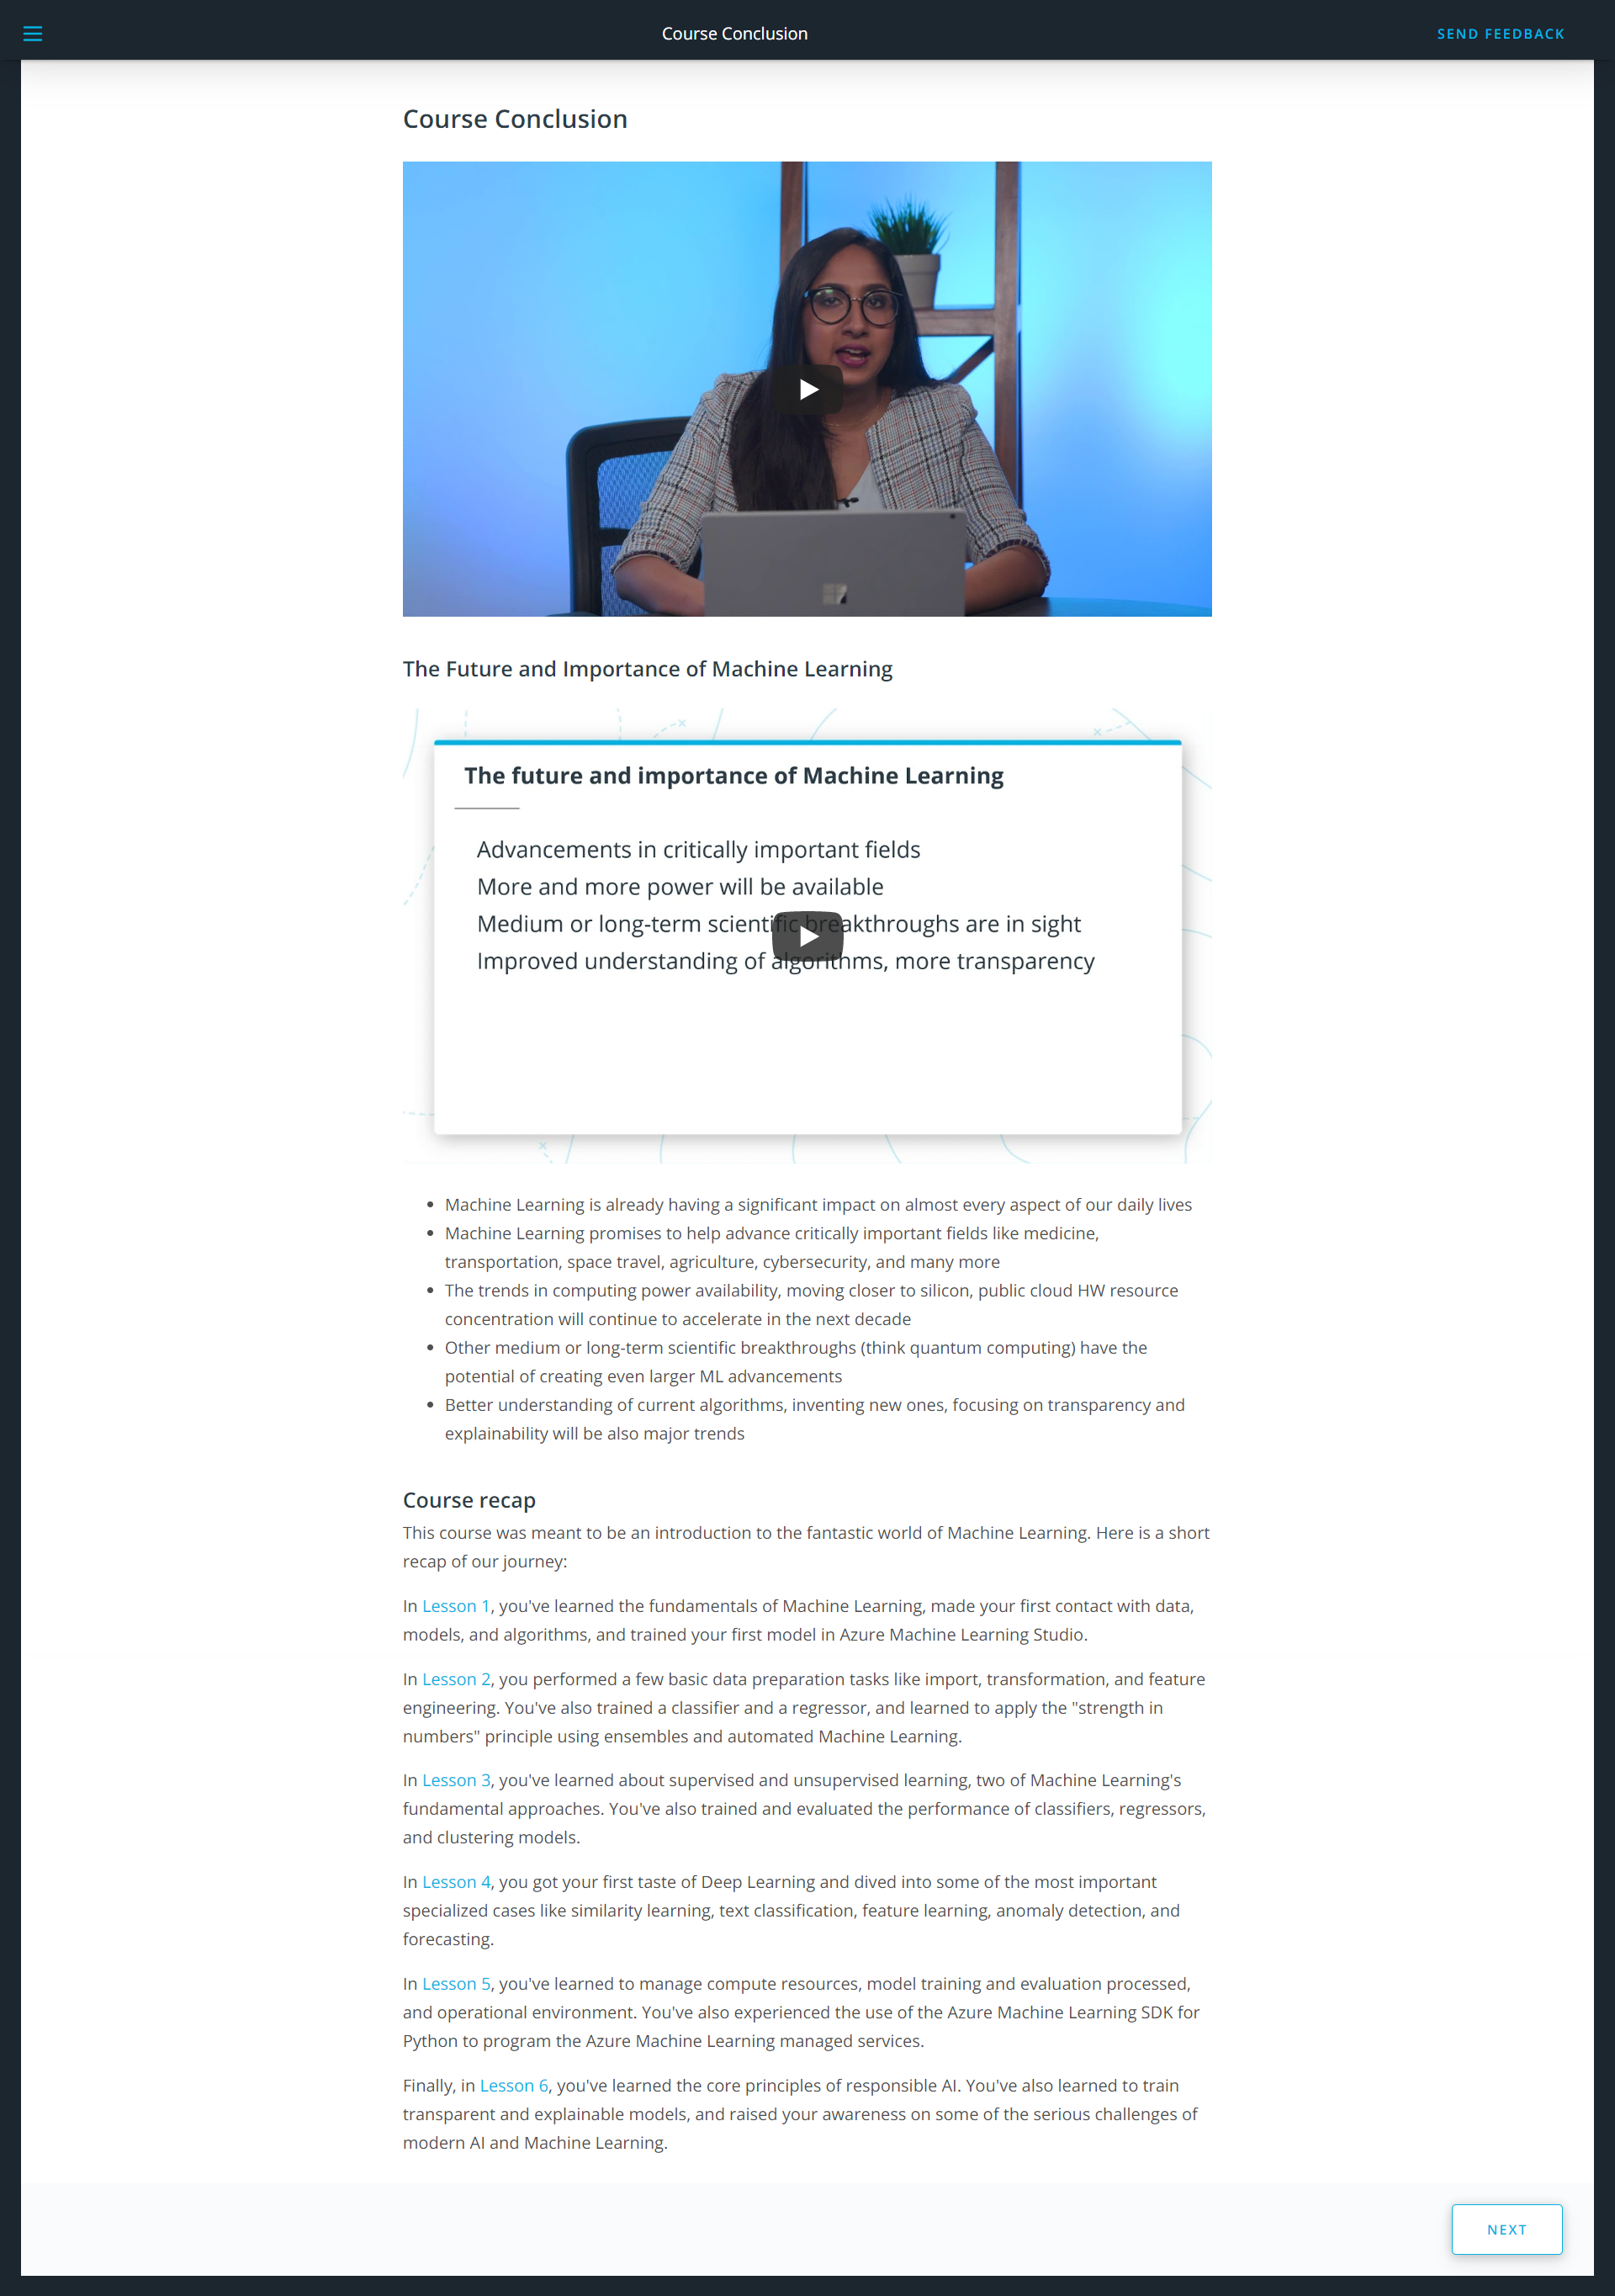 Course Conclusion
SEND FEEDBACK
Course Conclusion
The Future and Importance of Machine Learning
The future and importance of Machine Learning
Advancements in critically important fields
More and more power will be available
Medium or long-term scientific breakthroughs are in sight
Improved understanding of algorithms, more transparency
Machine Learning is already having a significant impact on almost every aspect of our daily lives
Machine Learning promises to help advance critically important fields like medicine,
transportation, space travel, agriculture, cybersecurity, and many more
The trends in computing power availability, moving closer to silicon, public cloud HW resource
concentration will continue to accelerate in the next decade
Other medium or long-term scientific breakthroughs (think quantum computing) have the
potential of creating even larger ML advancements
Better understanding of current algorithms, inventing new ones, focusing on transparency and
explainability will be also major trends
Course recap
This course was meant to be an introduction to the fantastic world of Machine Learning. Here is a short
recap of our journey:
In Lesson 1, you've learned the fundamentals of Machine Learning, made your first contact with data,
models, and algorithms, and trained your first model in Azure Machine Learning Studio.
In Lesson 2, you performed a few basic data preparation tasks like import, transformation, and feature
engineering. You've also trained a classifier and a regressor, and learned to apply the "strength in
numbers" principle using ensembles and automated Machine Learning.
In Lesson 3, you've learned about supervised and unsupervised learning, two of Machine Learning's
fundamental approaches. You've also trained and evaluated the performance of classifiers, regressors,
and clustering models.
In Lesson 4, you got your first taste of Deep Learning and dived into some of the most important
specialized cases like similarity learning, text classification, feature learning, anomaly detection, and
forecasting.
In Lesson 5, you've learned to manage compute resources, model training and evaluation processed,
and operational environment. You've also experienced the use of the Azure Machine Learning SDK for
Python to program the Azure Machine Learning managed services.
Finally, in Lesson 6, you've learned the core principles of responsible AI. You've also learned to train
transparent and explainable models, and raised your awareness on some of the serious challenges of
modern AI and Machine Learning.
NEXT